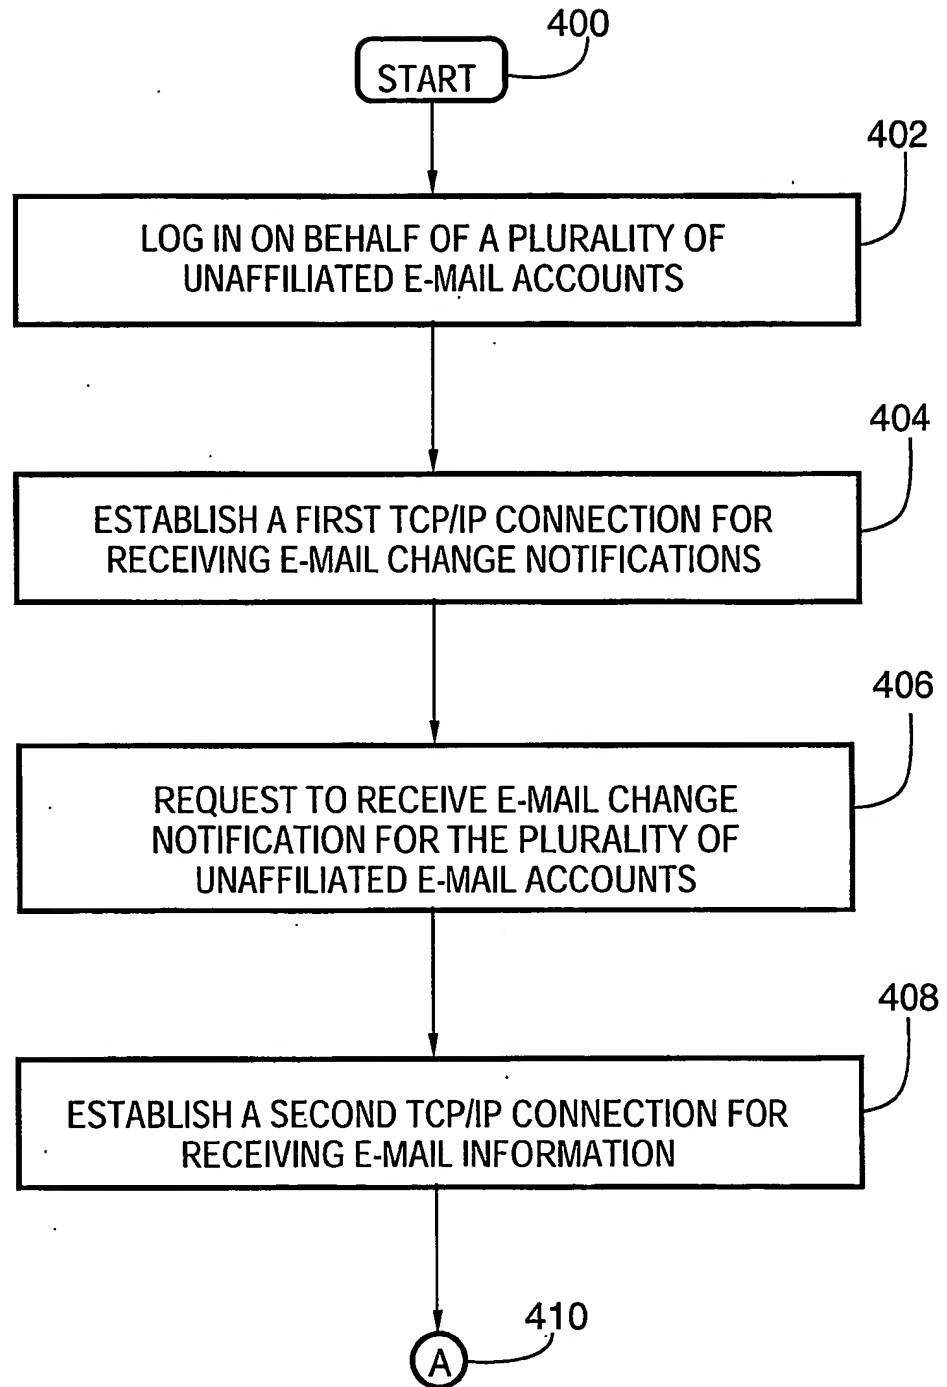 400
START
402
LOG IN ON BEHALF OF A PLURALITY OF
UNAFFILIATED E-MAIL ACCOUNTS
404
ESTABLISH A FIRST TCP/IP CONNECTION FOR
RECEIVING E-MAIL CHANGE NOTIFICATIONS
406
REQUEST TO RECEIVE E-MAIL CHANGE
NOTIFICATION FOR THE PLURALITY OF
UNAFFILIATED E-MAIL ACCOUNTS
408
ESTABLISH A SECOND TCP/IP CONNECTION FOR
RECEIVING E-MAIL INFORMATION
410
A